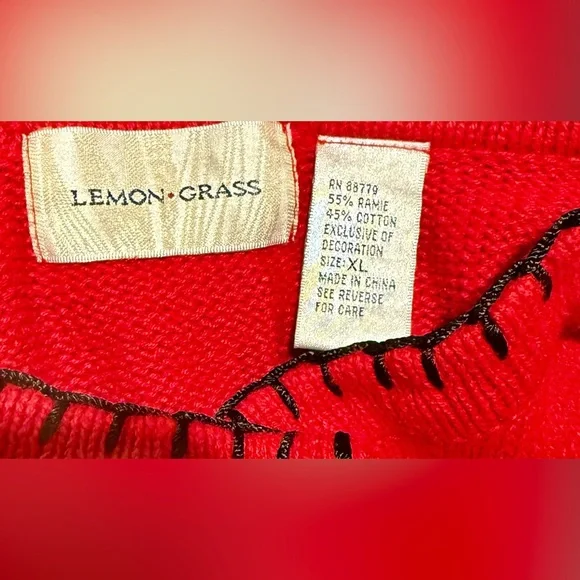 LEMON·GRASS
RN 88779
55% RAMIE
45% COTTON
EXCLUSIVE OF
DECORATION
SIZE: XL
MADE IN CHINA
SEE REVERSE
FOR CARE